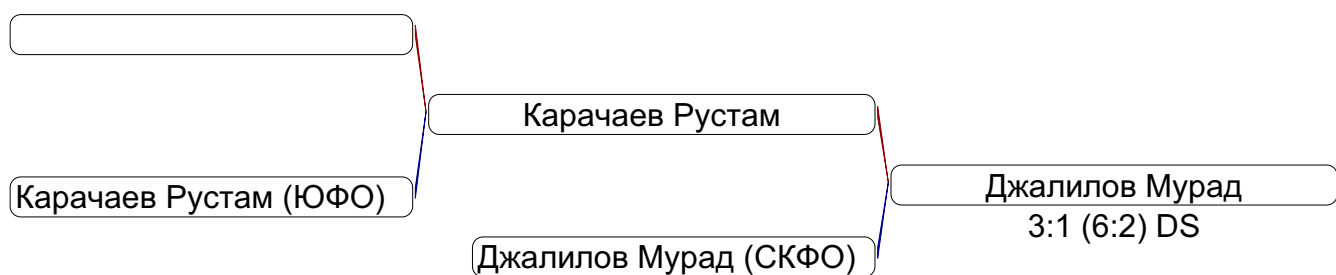 Карачаев Рустам
Карачаев Рустам (ЮФО)
Джалилов Мурад
3:1 (6:2) DS
Джалилов Мурад (СКФО)